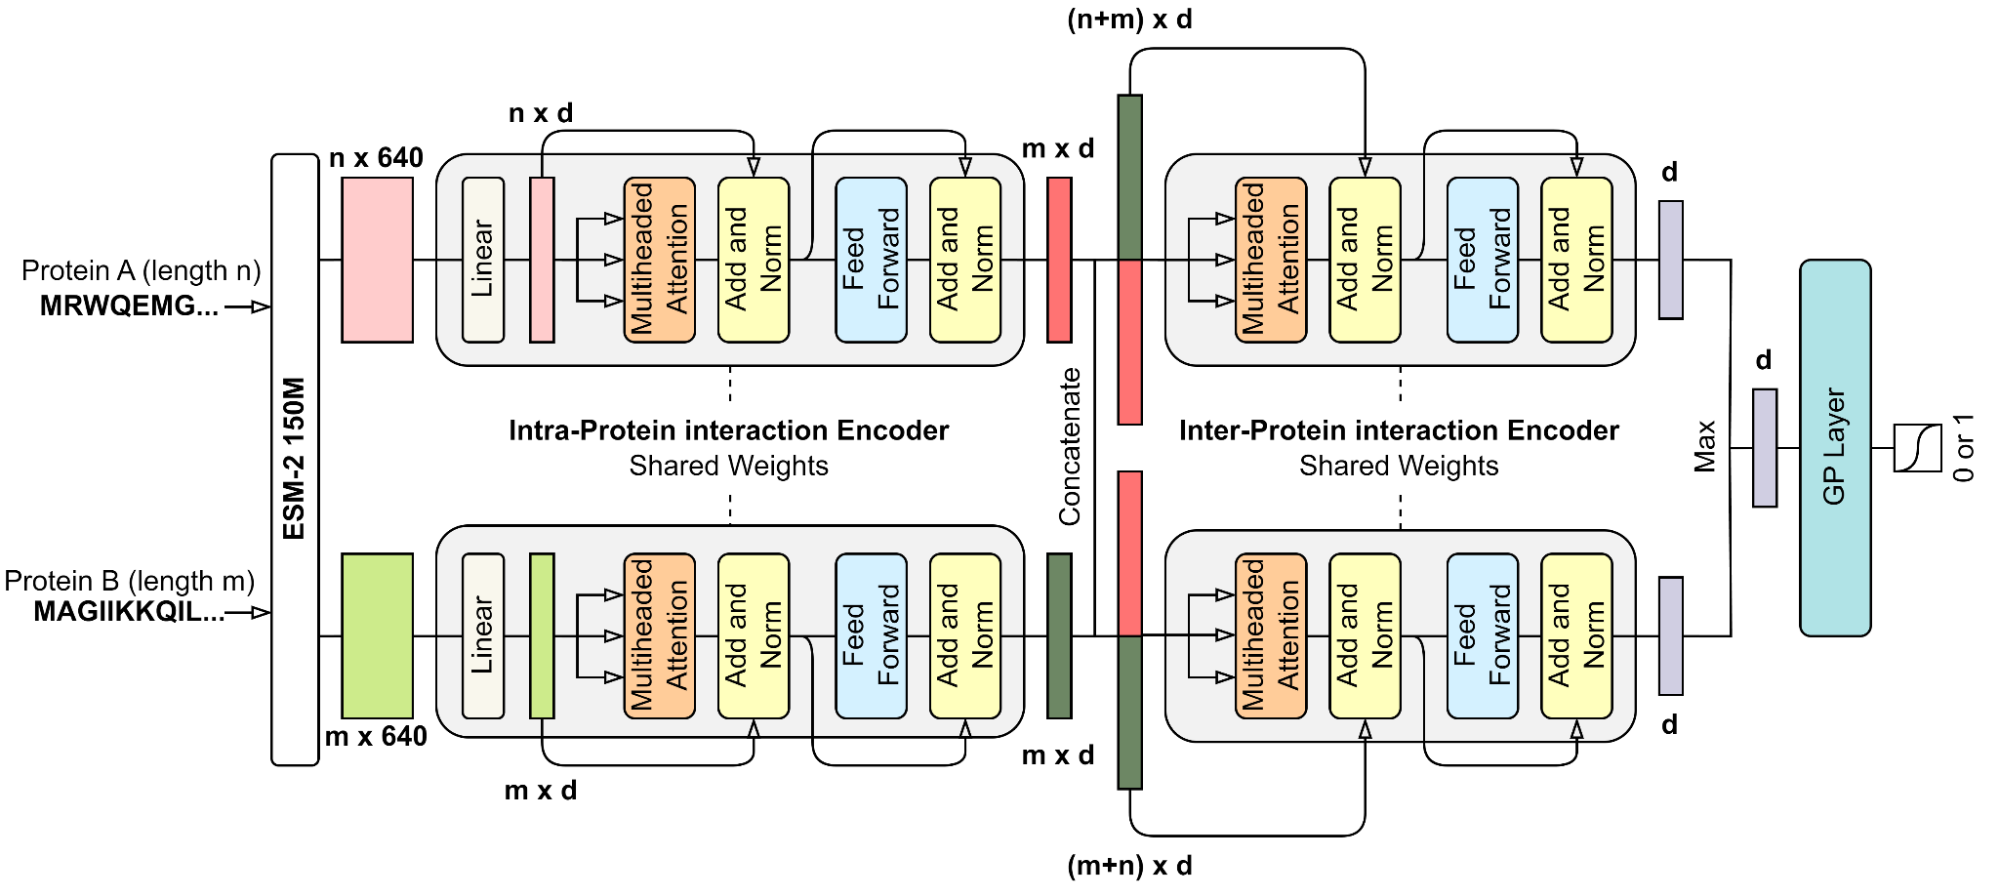 (n+m) x d
n x d
m x d
n x 640
d
Linear
Multiheaded
Attention
Add and
Norm
Feed
Forward
Add and
Norm
Multiheaded
Attention
Add and
Norm
Feed
Forward
Add and
Norm
Protein A (length n)
MRWQEMG...
ESM-2 150M
d
Concatenate
Intra-Protein interaction Encoder
Shared Weights
Inter-Protein interaction Encoder
Shared Weights
Max
GP Layer
0 or 1
Protein B (length m)
MAGIIKKQIL...
Linear
Multiheaded
Attention
Add and
Norm
Feed
Forward
Add and
Norm
Multiheaded
Attention
Add and
Norm
Feed
Forward
Add and
Norm
m x 640
m x d
d
m x d
(m+n) x d